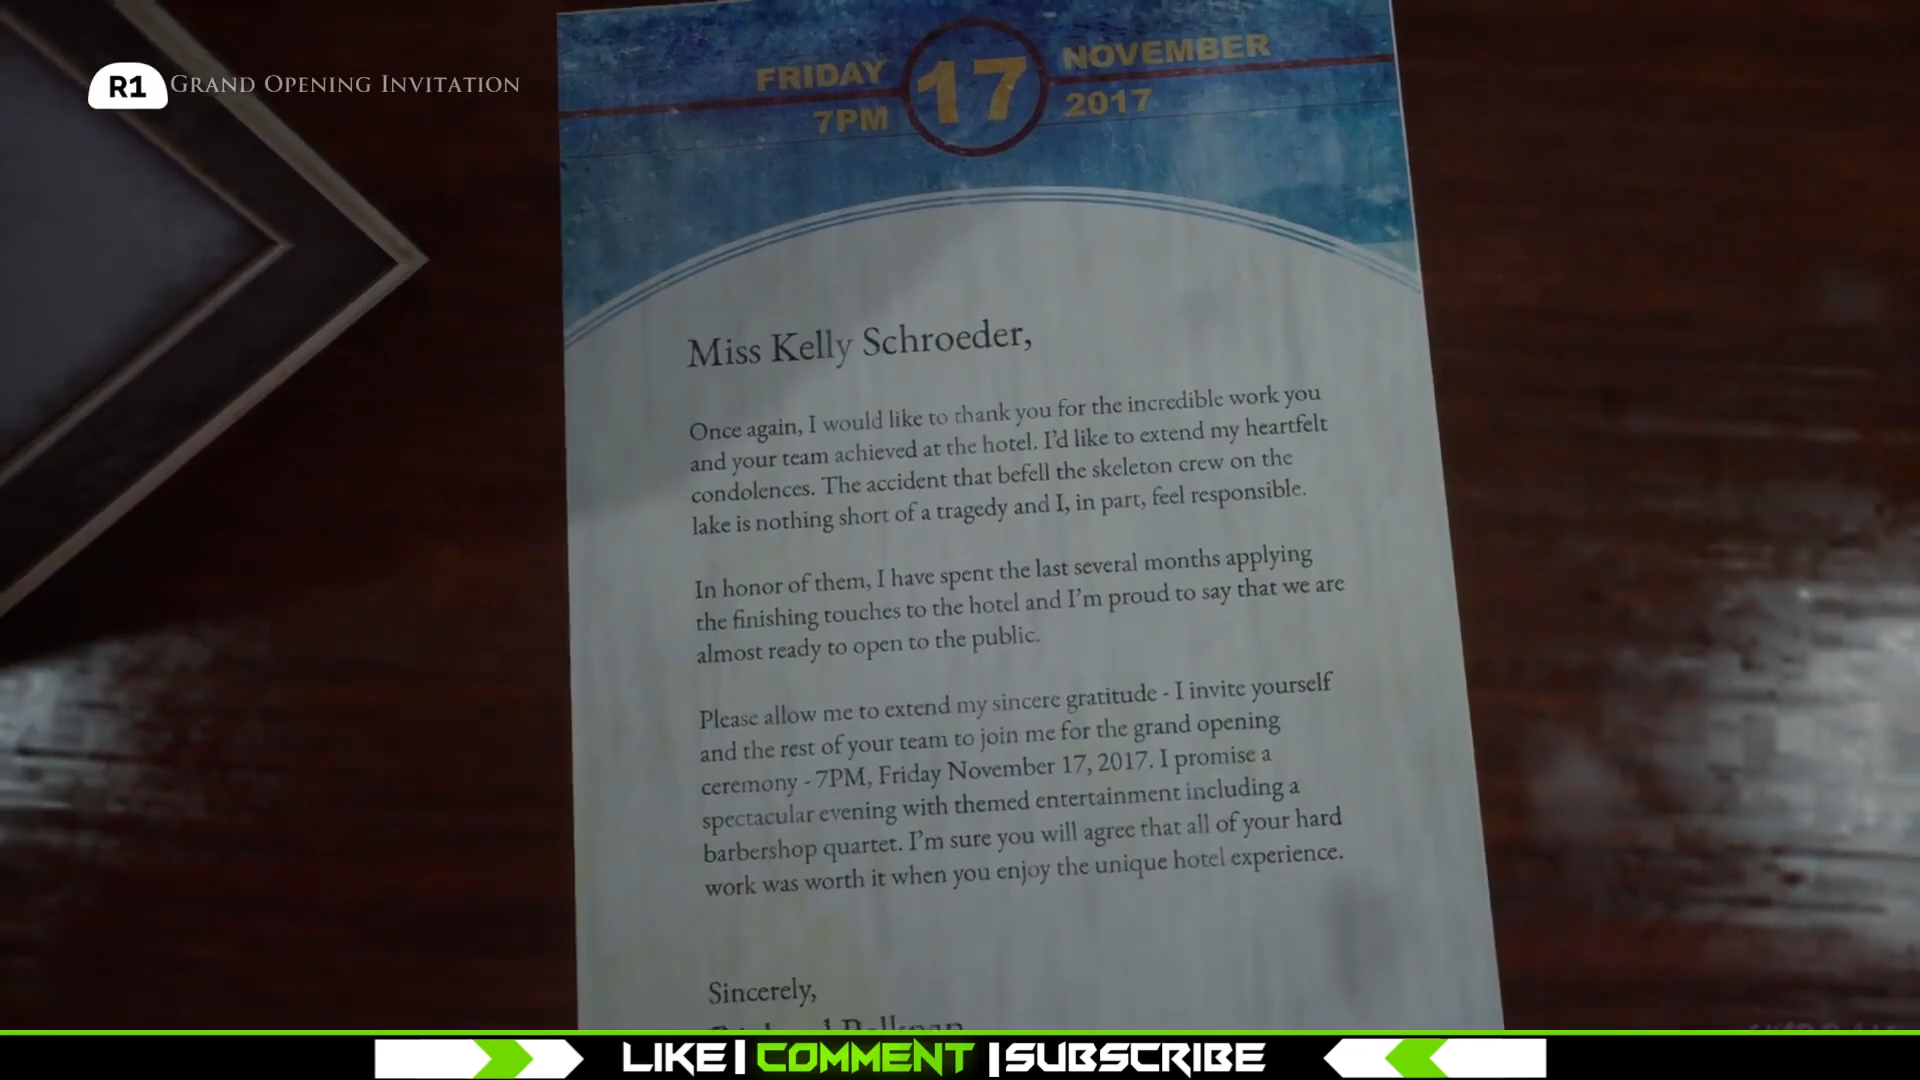 R1 GRAND OPENING INVITATION
FRIDAY 17 NOVEMBER
7PM 2017
Miss Kelly Schroeder,
Once again, I would like to thank you for the incredible work you
and your team achieved at the hotel. I'd like to extend my heartfelt
condolences. The accident that befell the skeleton crew on the
lake is nothing short of a tragedy and I, in part, feel responsible.
In honor of them, I have spent the last several months applying
the finishing touches to the hotel and I'm proud to say that we are
almost ready to open to the public.
Please allow me to extend my sincere gratitude - I invite yourself
and the rest of your team to join me for the grand opening
ceremony - 7PM, Friday November 17, 2017. I promise a
spectacular evening with themed entertainment including a
barbershop quartet. I'm sure you will agree that all of your hard
work was worth it when you enjoy the unique hotel experience.
Sincerely,
LIKE | COMMENT | SUBSCRIBE